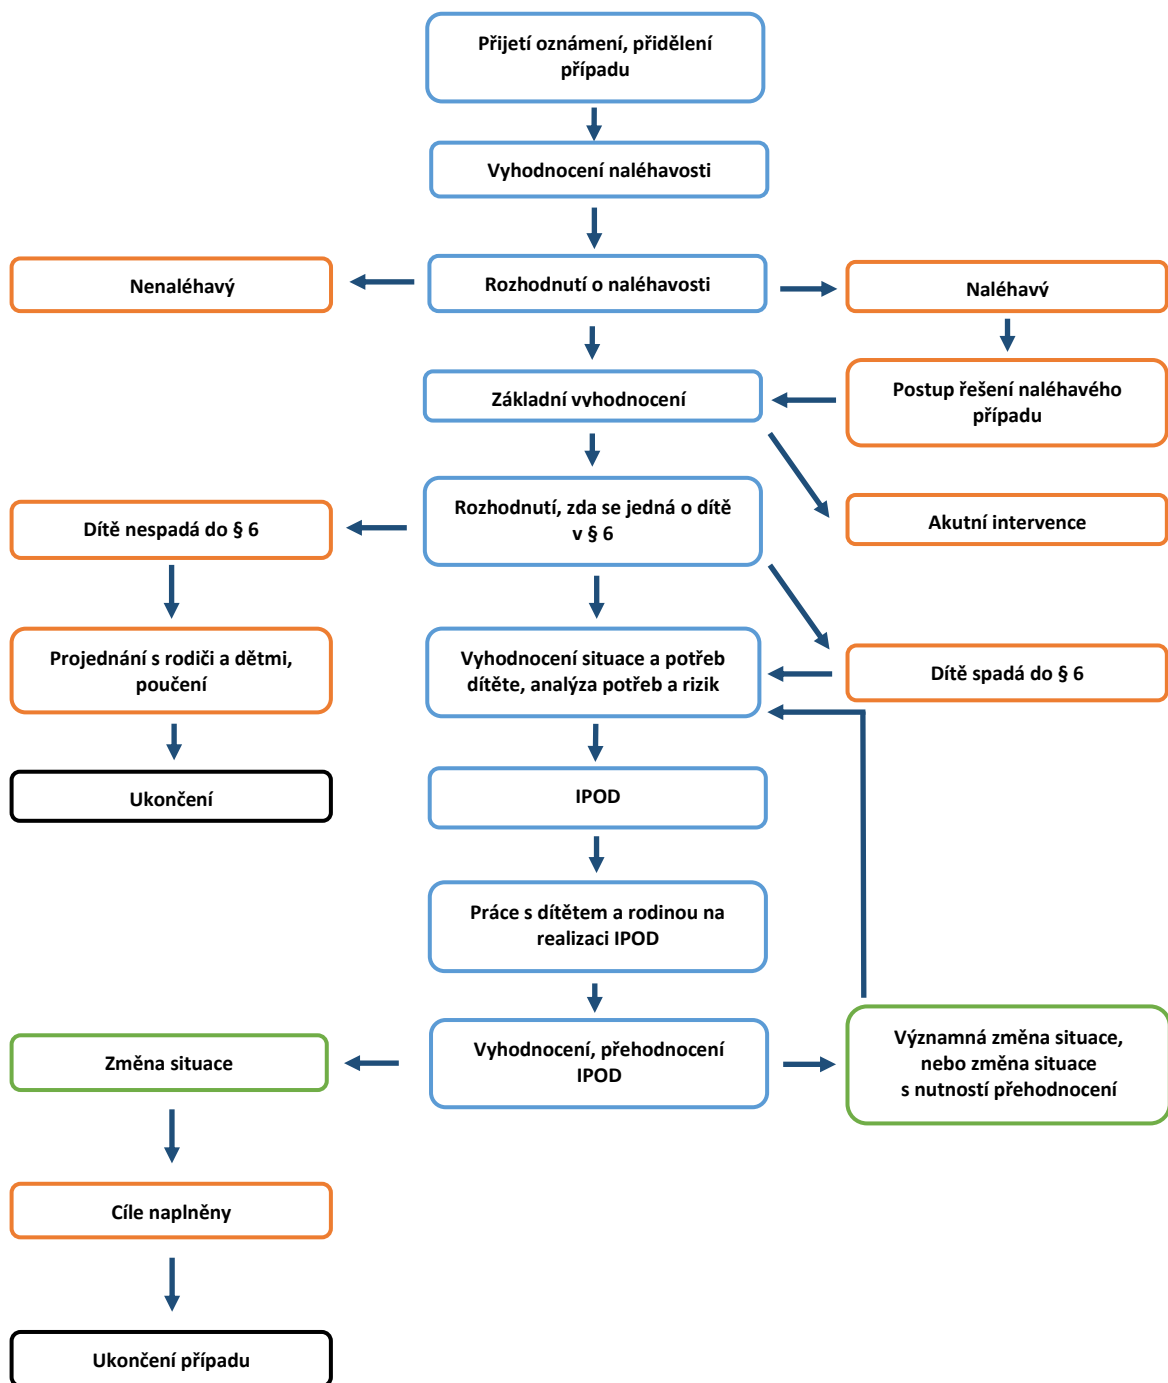 Přijetí oznámení, přidělení
případu
Vyhodnocení naléhavosti
Nenaléhavý
Rozhodnutí o naléhavosti
Naléhavý
Základní vyhodnocení
Postup řešení naléhavého
případu
Dítě nespadá do § 6
Rozhodnutí, zda se jedná o dítě
v § 6
Akutní intervence
Projednání s rodiči a dětmi,
poučení
Vyhodnocení situace a potřeb
dítěte, analýza potřeb a rizik
Dítě spadá do § 6
Ukončení
IPOD
Práce s dítětem a rodinou na
realizaci IPOD
Změna situace
Vyhodnocení, přehodnocení
IPOD
Významná změna situace,
nebo změna situace
s nutností přehodnocení
Cíle naplněny
Ukončení případu